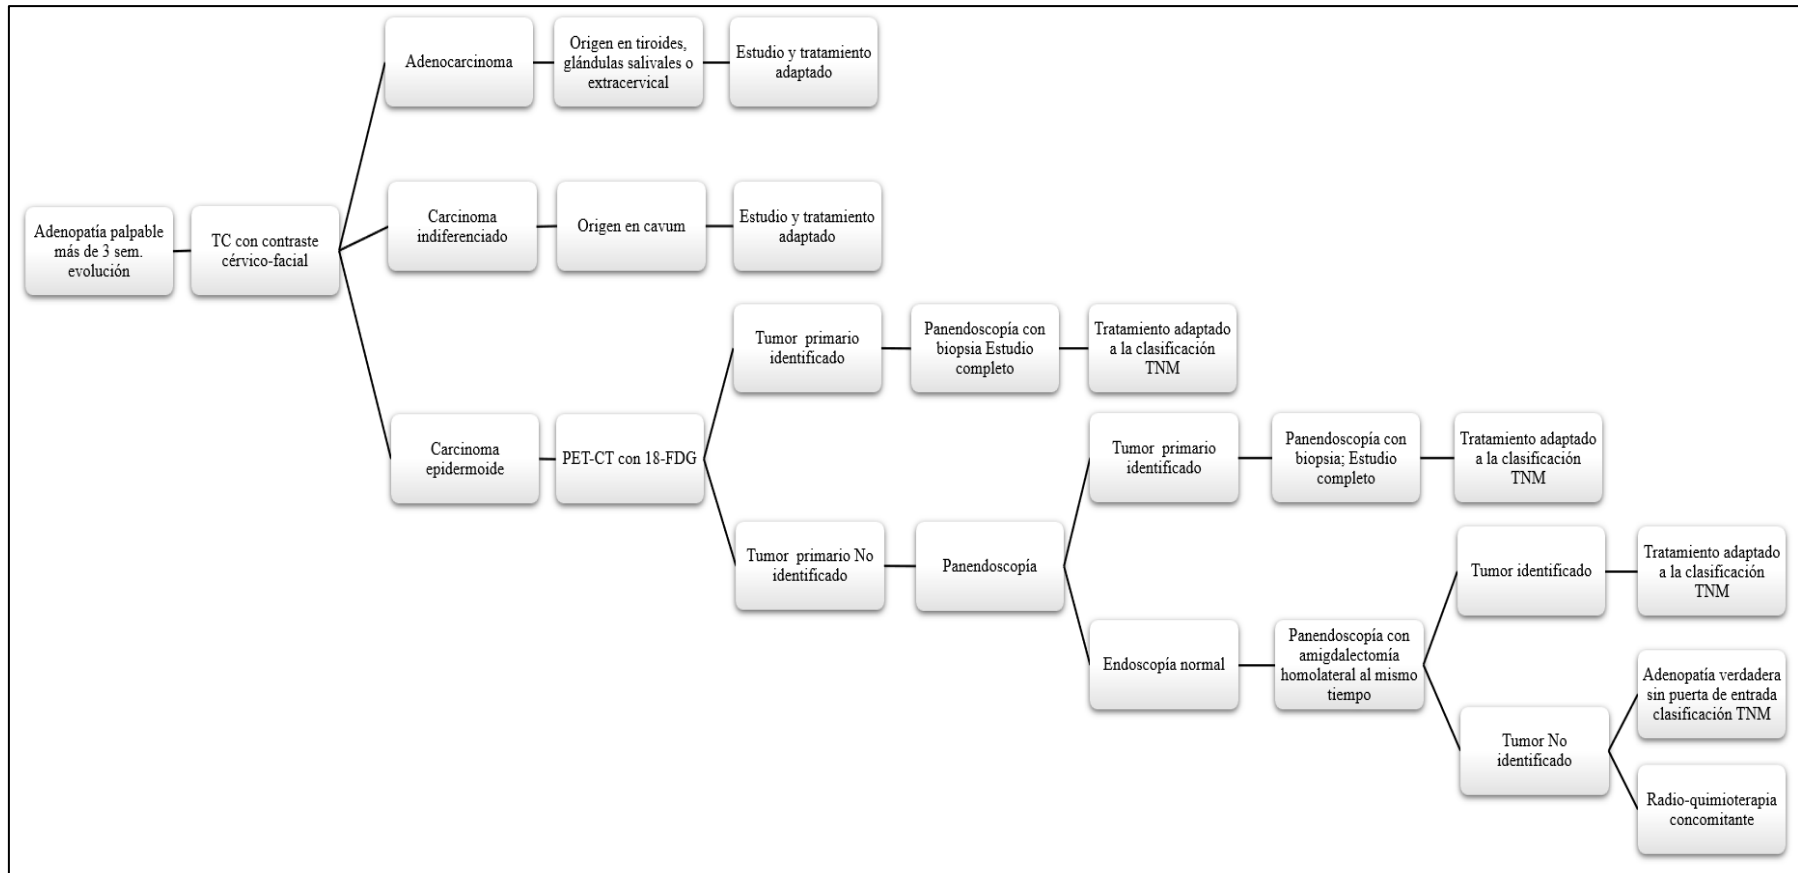 Adenopatía palpable
más de 3 sem.
evolución
TC con contraste
cérvico-facial
Adenocarcinoma
Origen en tiroides,
glándulas salivales o
extracervical
Estudio y tratamiento
adaptado
Carcinoma
indiferenciado
Origen en cavum
Estudio y tratamiento
adaptado
Carcinoma
epidermoide
PET-CT con 18-FDG
Tumor primario
identificado
Panendoscopía con
biopsia Estudio
completo
Tratamiento adaptado
a la clasificación
TNM
Tumor primario No
identificado
Panendoscopía
Tumor primario
identificado
Panendoscopía con
biopsia; Estudio
completo
Tratamiento adaptado
a la clasificación
TNM
Endoscopía normal
Panendoscopía con
amigdalectomía
homolateral al mismo
tiempo
Tumor identificado
Tratamiento adaptado
a la clasificación
TNM
Tumor No
identificado
Adenopatía verdadera
sin puerta de entrada
clasificación TNM
Radio-quimioterapia
concomitante